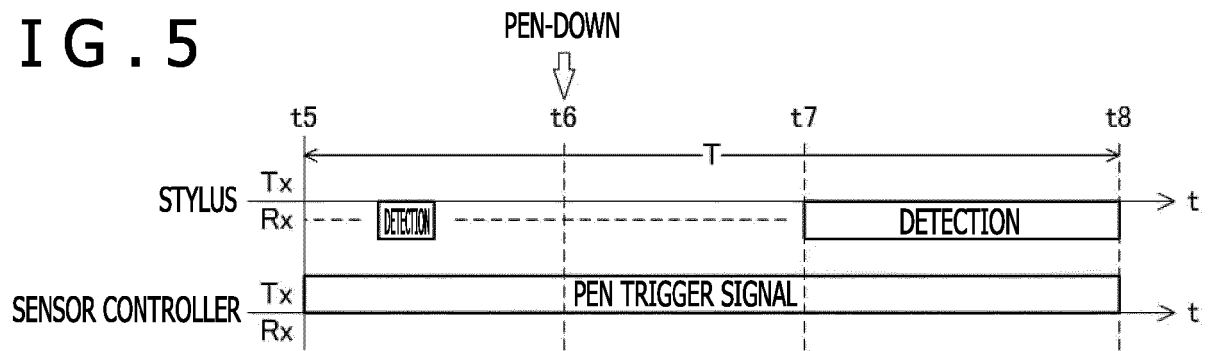 IG.5
PEN-DOWN
t5 t6 t7 t8
T
STYLUS Tx t
Rx DETECTION DETECTION
SENSOR CONTROLLER Tx PEN TRIGGER SIGNAL t
Rx